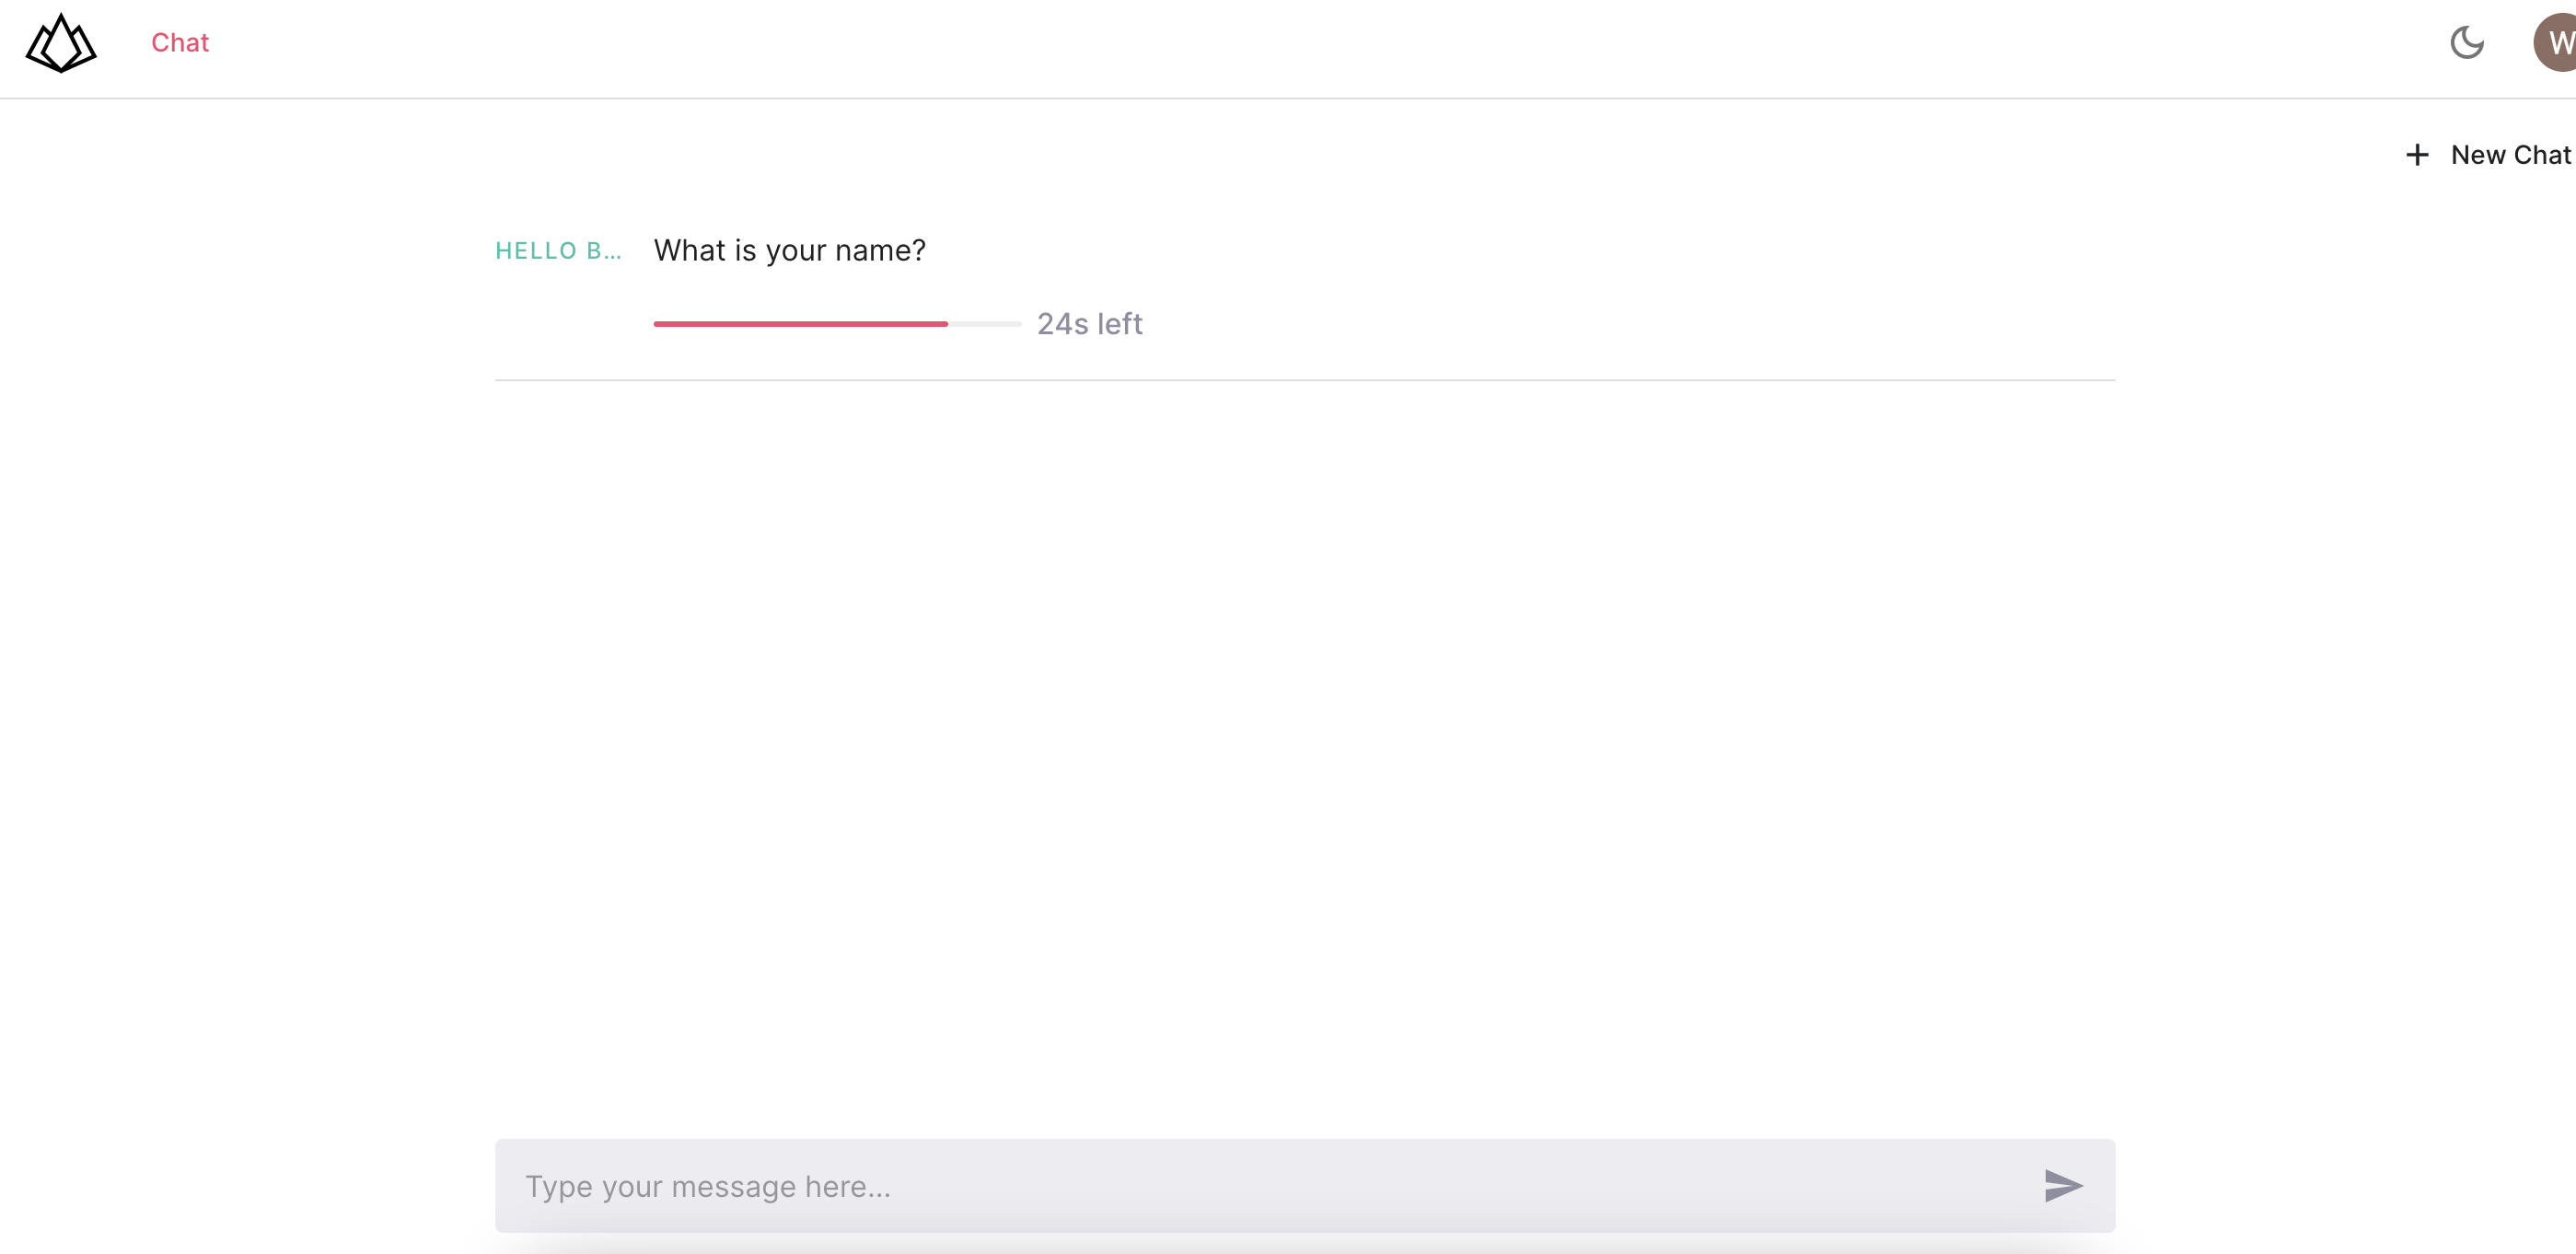 Chat
W
+ New Chat
HELLO B... What is your name?
24s left
Type your message here...